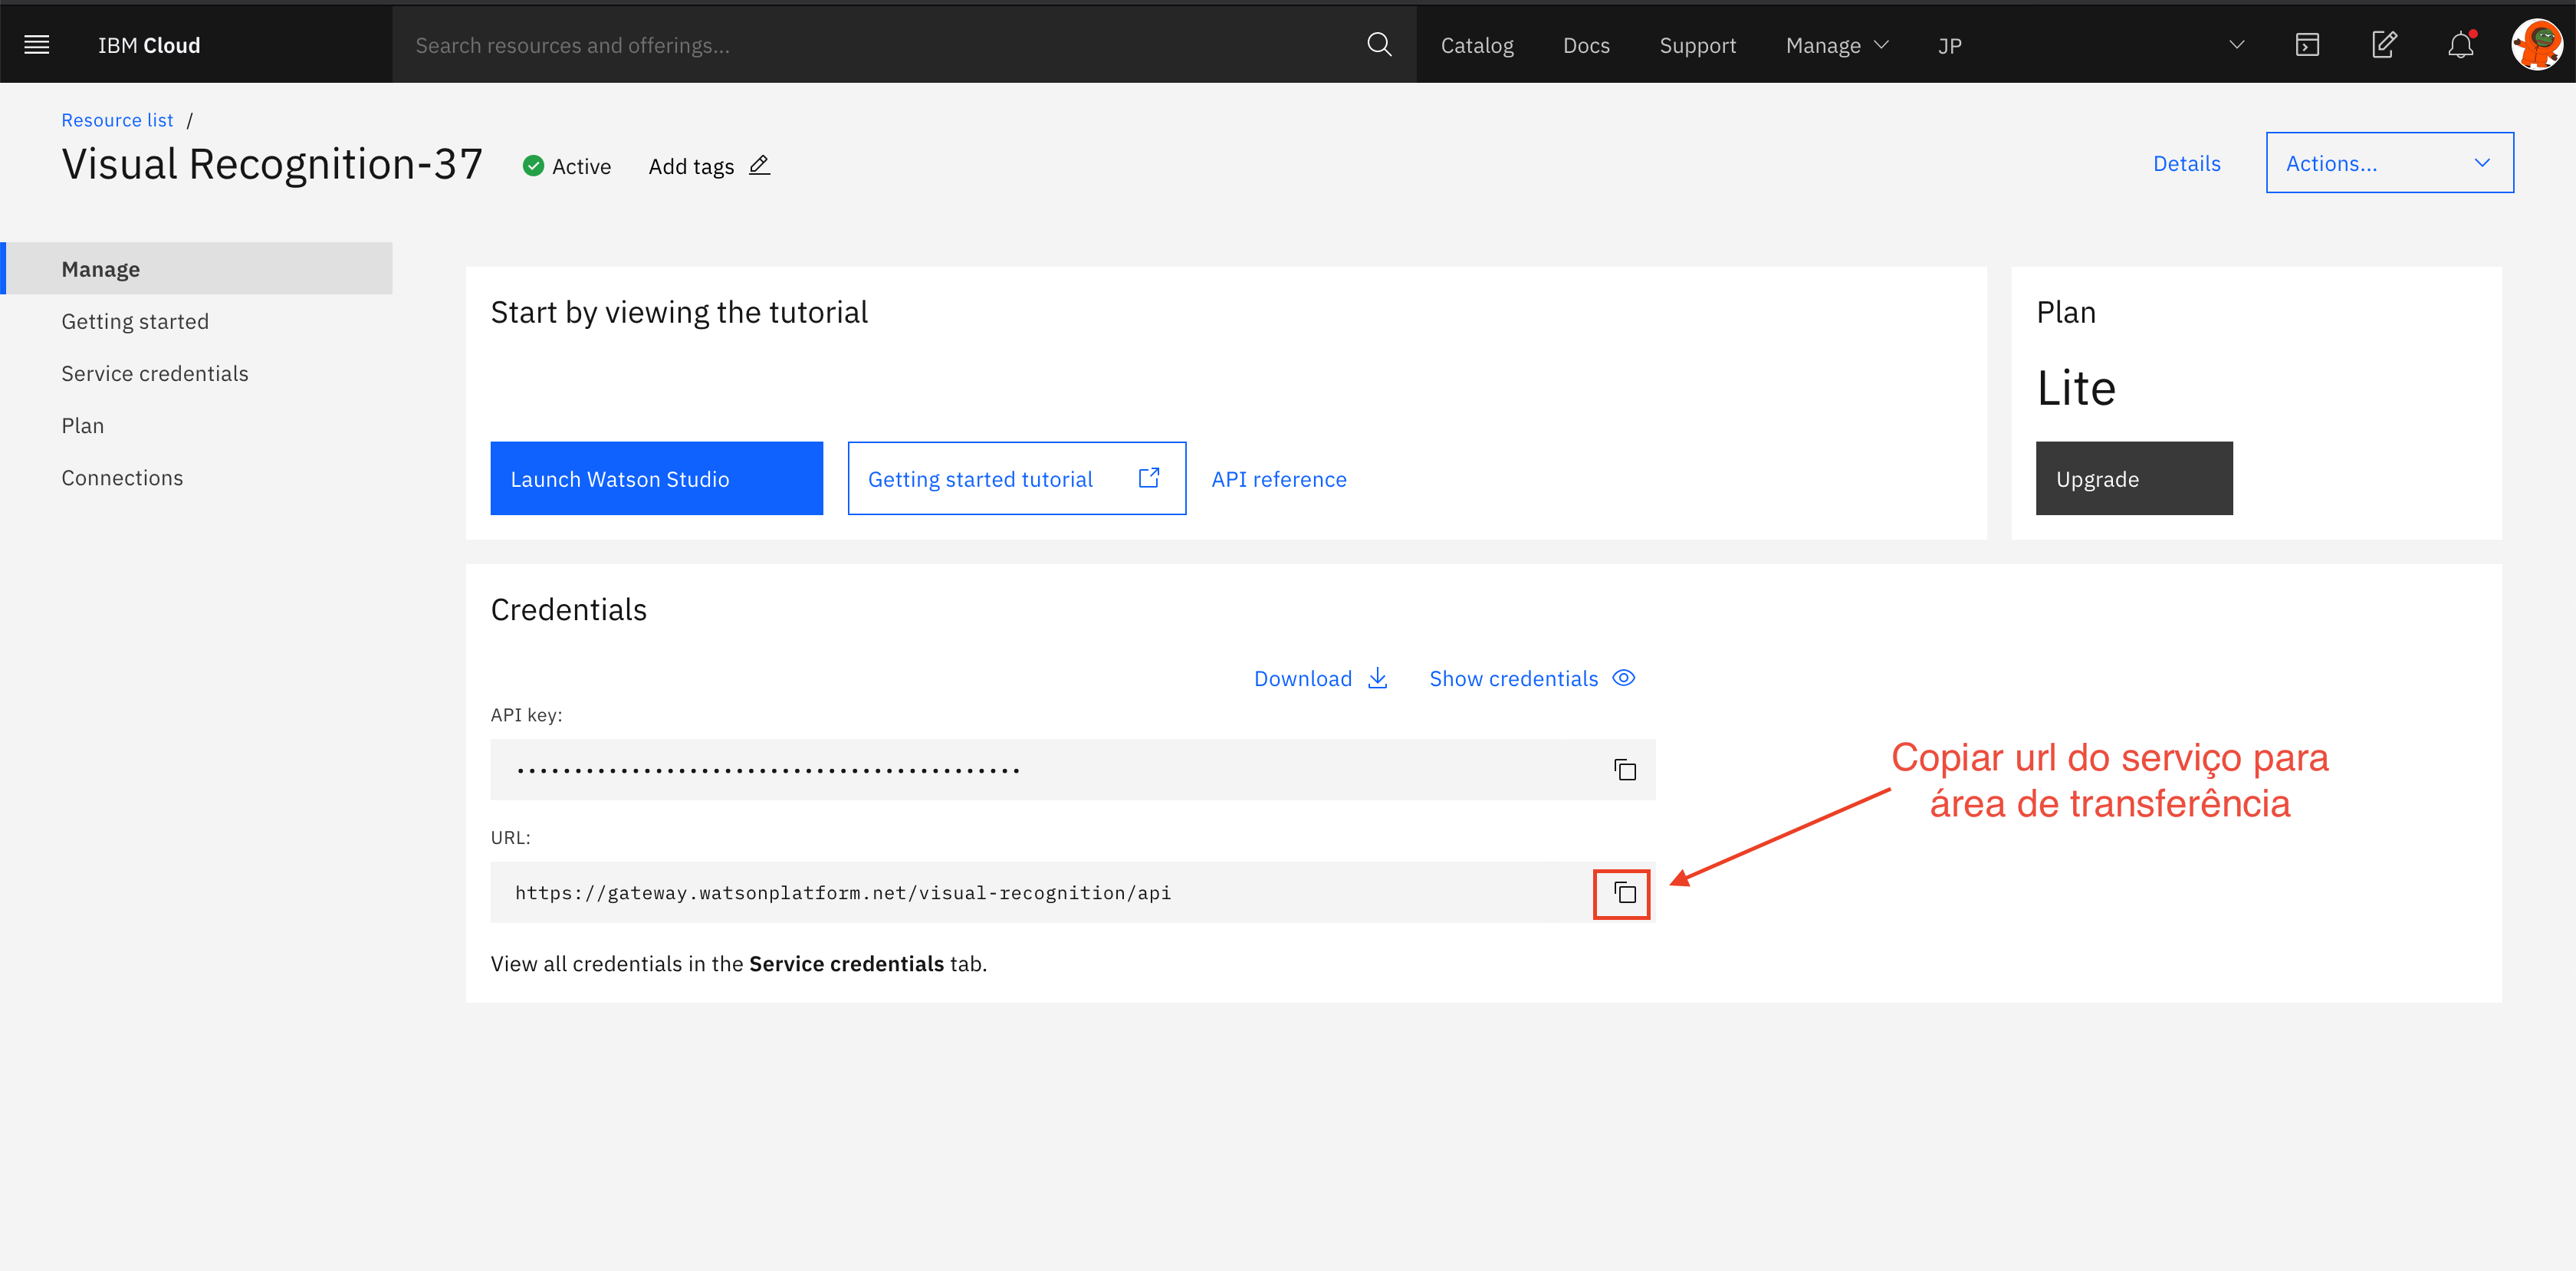 IBM Cloud
Search resources and offerings...
Catalog
Docs
Support
Manage
JP
Resource list /
Visual Recognition-37
Active
Add tags
Details
Actions...
Manage
Getting started
Service credentials
Plan
Connections
Start by viewing the tutorial
Launch Watson Studio
Getting started tutorial
API reference
Plan
Lite
Upgrade
Credentials
Download
Show credentials
API key:
••••••••••••••••••••••••••••••••••••••••••••
URL:
https://gateway.watsonplatform.net/visual-recognition/api
View all credentials in the Service credentials tab.
Copiar url do serviço para
área de transferência